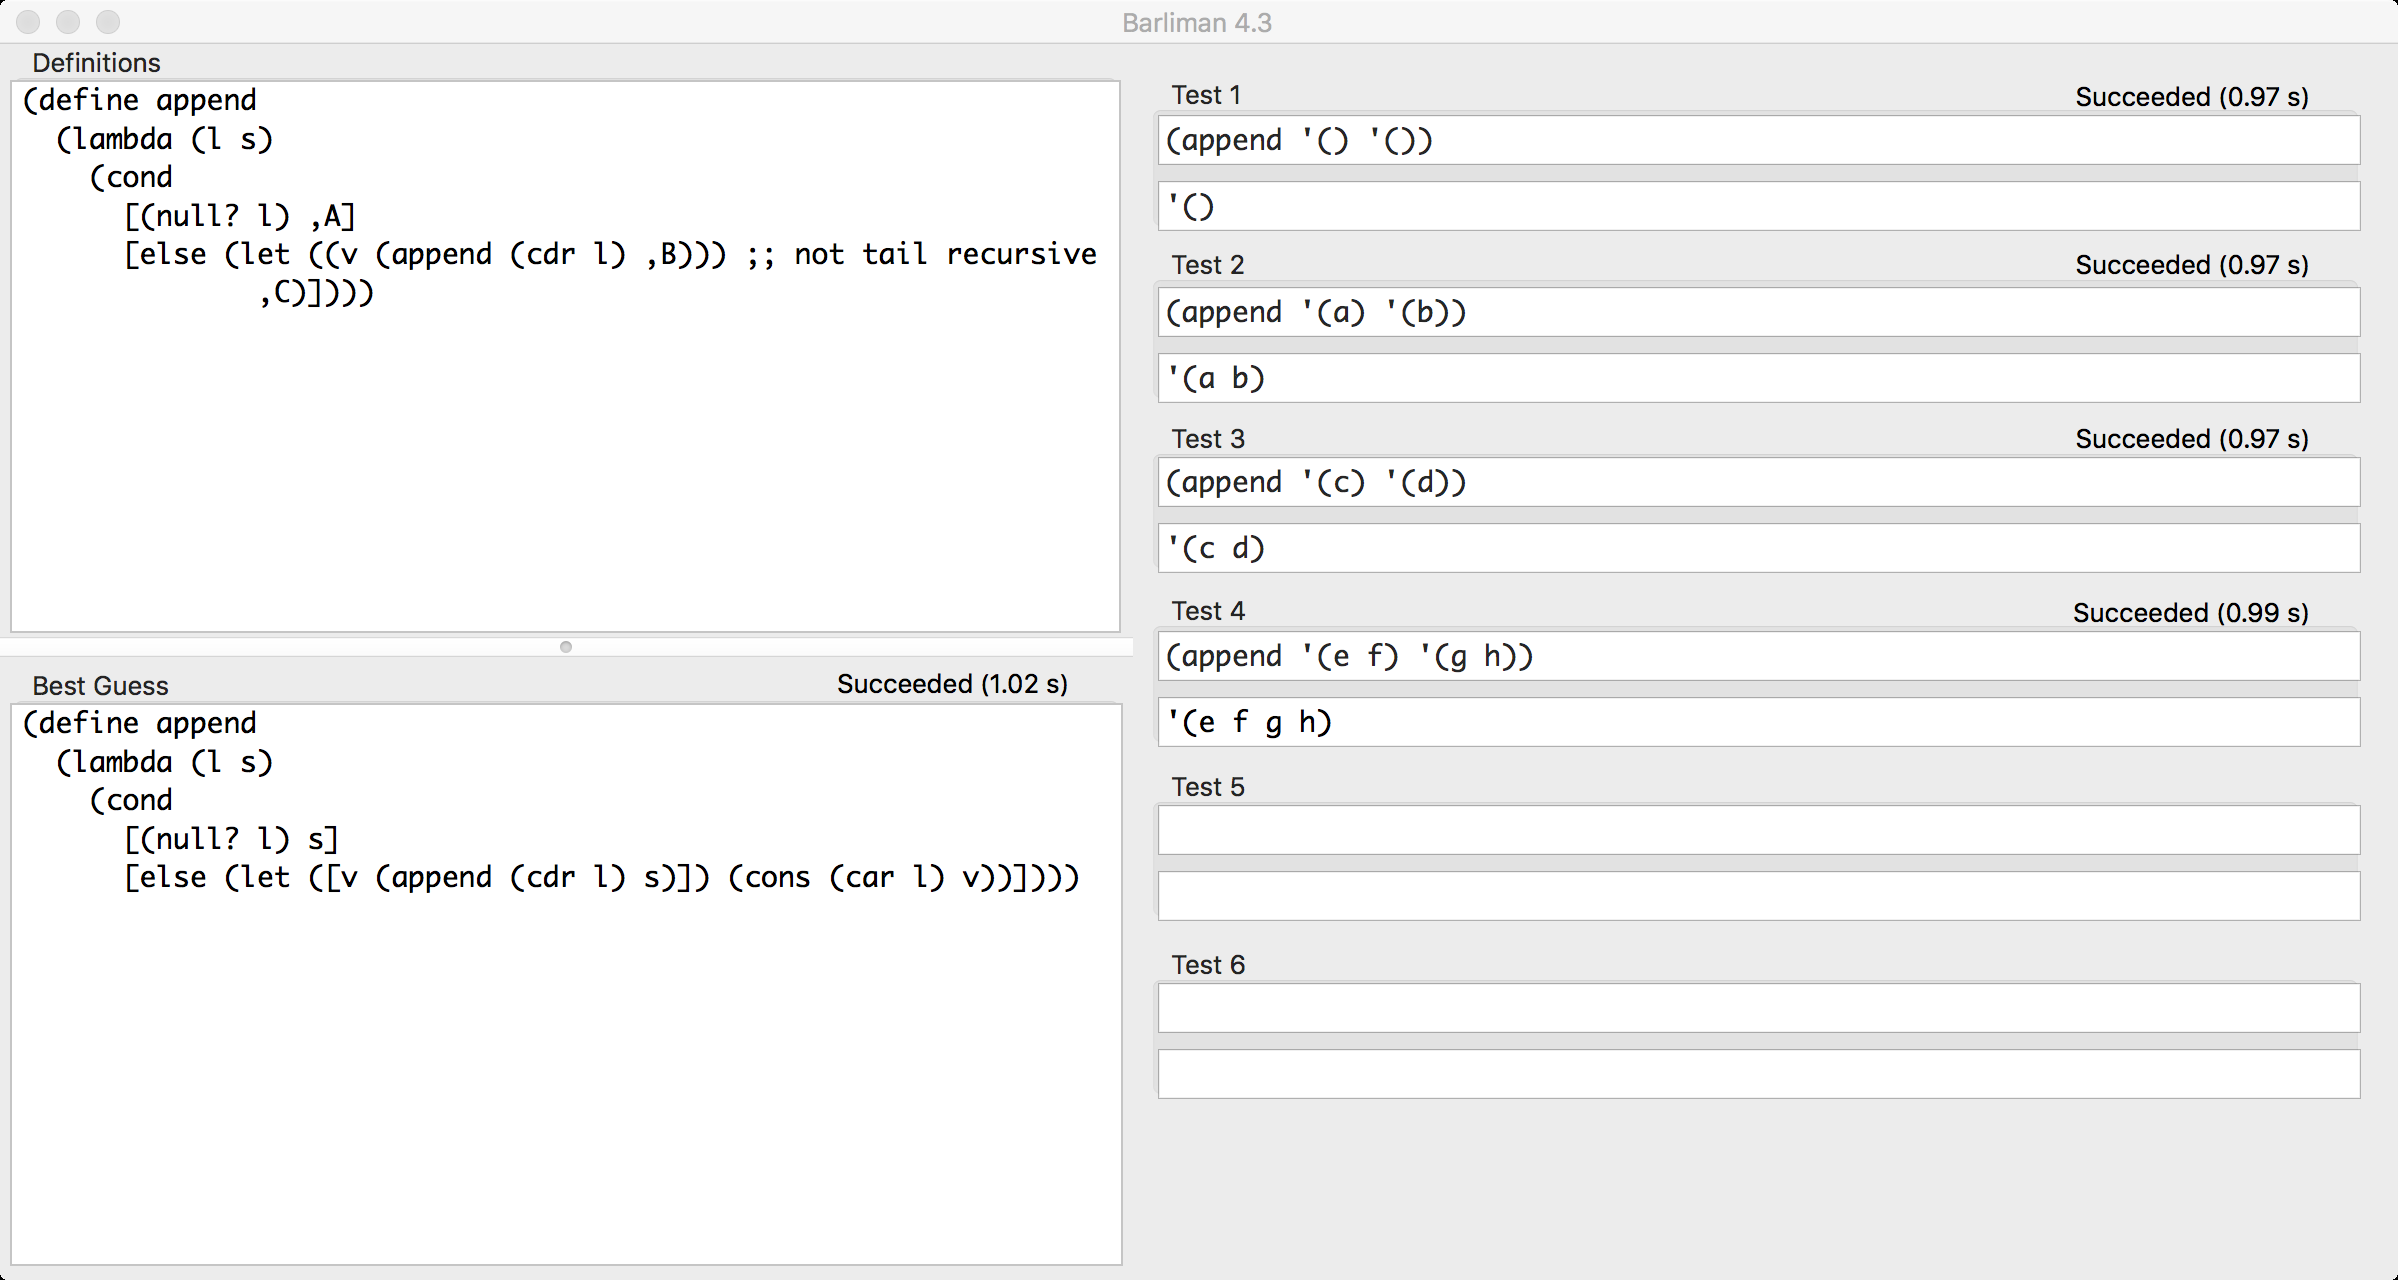 Barliman 4.3
Definitions
(define append
  (lambda (l s)
    (cond
      [(null? l) ,A]
      [else (let ((v (append (cdr l) ,B))) ;; not tail recursive
              ,C)])))
Best Guess
Succeeded (1.02 s)
(define append
  (lambda (l s)
    (cond
      [(null? l) s]
      [else (let ([v (append (cdr l) s)]) (cons (car l) v))])))
Test 1
Succeeded (0.97 s)
(append '() '())
'()
Test 2
Succeeded (0.97 s)
(append '(a) '(b))
'(a b)
Test 3
Succeeded (0.97 s)
(append '(c) '(d))
'(c d)
Test 4
Succeeded (0.99 s)
(append '(e f) '(g h))
'(e f g h)
Test 5
Test 6